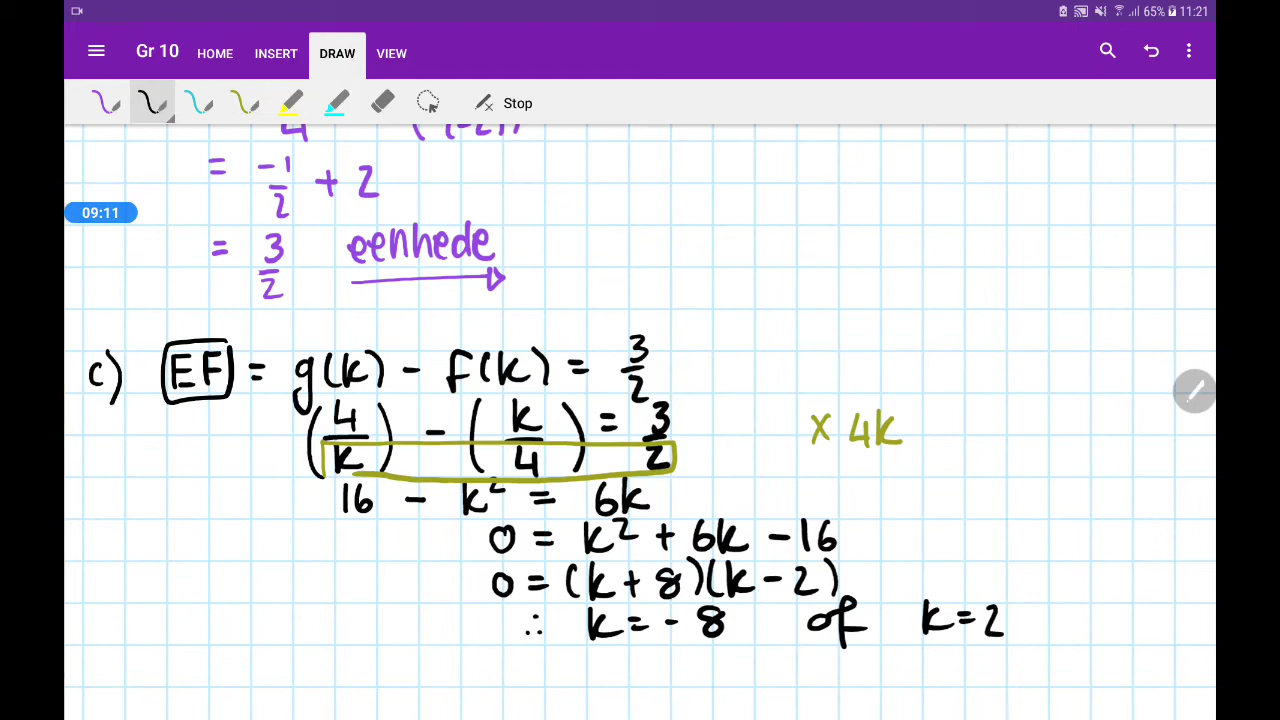 65% 11:21
Gr 10 HOME INSERT DRAW VIEW
Stop
= -1/2 + 2
09:11
= 3/2 eenhede
c) EF = g(k) - f(k) = 3/2
(4/k) - (k/4) = 3/2 × 4k
16 - k² = 6k
0 = k² + 6k - 16
0 = (k + 8)(k - 2)
∴ k = - 8 of k = 2